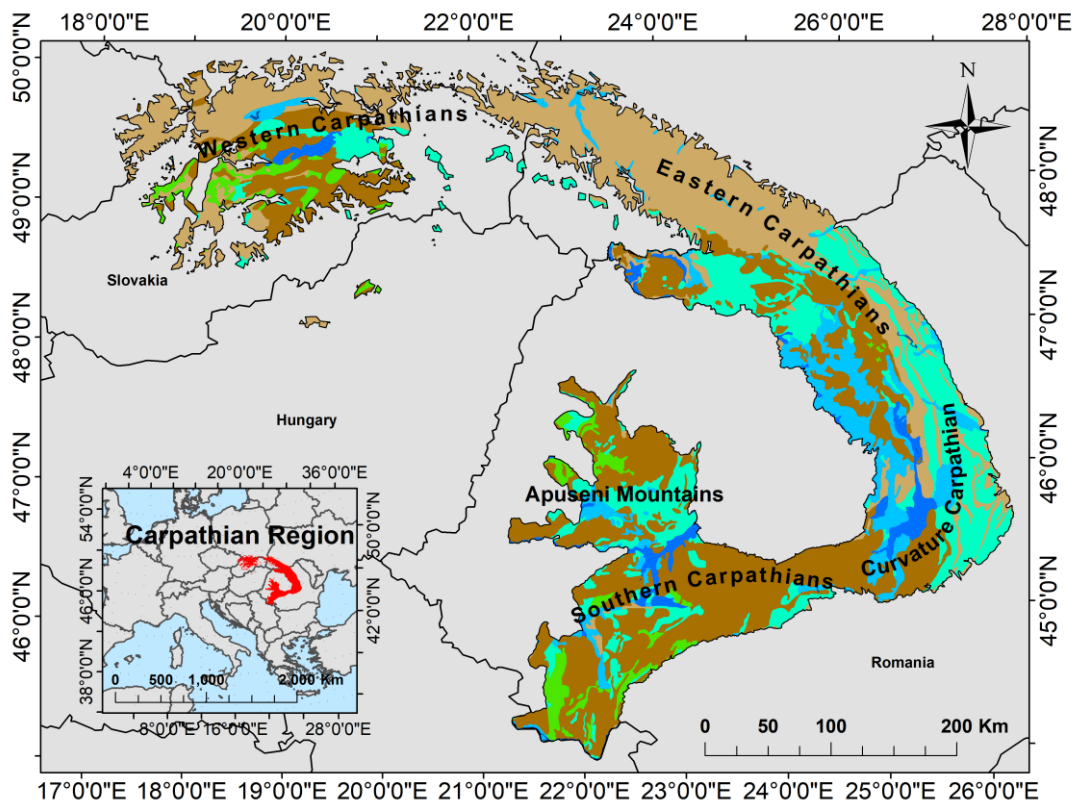 18°0'0"E 20°0'0"E 22°0'0"E 24°0'0"E 26°0'0"E 28°0'0"E
50°0'0"N
49°0'0"N
48°0'0"N
47°0'0"N
46°0'0"N
48°0'0"N
47°0'0"N
46°0'0"N
45°0'0"N
N
Western Carpathians
Eastern Carpathians
Slovakia
Hungary
Apuseni Mountains
Curvature Carpathian
Southern Carpathians
Romania
4°0'0"E 20°0'0"E 36°0'0"E
54°0'0"N
46°0'0"N
38°0'0"N
50°0'0"N
42°0'0"N
Carpathian Region
0 500 1,000 2,000 Km
8°0'0"E 16°0'0"E 28°0'0"E
0 50 100 200 Km
17°0'0"E 18°0'0"E 19°0'0"E 20°0'0"E 21°0'0"E 22°0'0"E 23°0'0"E 24°0'0"E 25°0'0"E 26°0'0"E